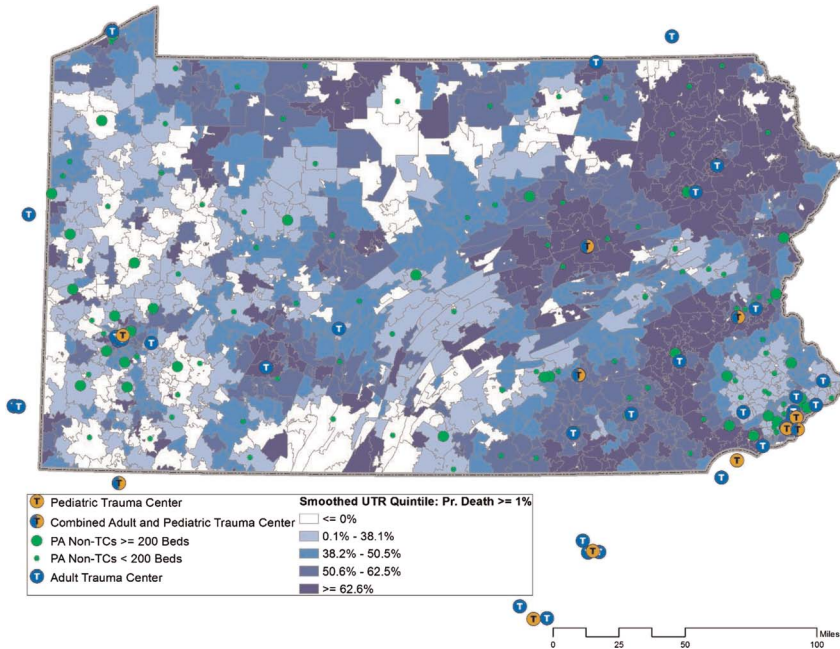 Pediatric Trauma Center
Combined Adult and Pediatric Trauma Center
PA Non-TCs >= 200 Beds
PA Non-TCs < 200 Beds
Adult Trauma Center
Smoothed UTR Quintile: Pr. Death >= 1%
<= 0%
0.1% - 38.1%
38.2% - 50.5%
50.6% - 62.5%
>= 62.6%
Miles
0 25 50 100